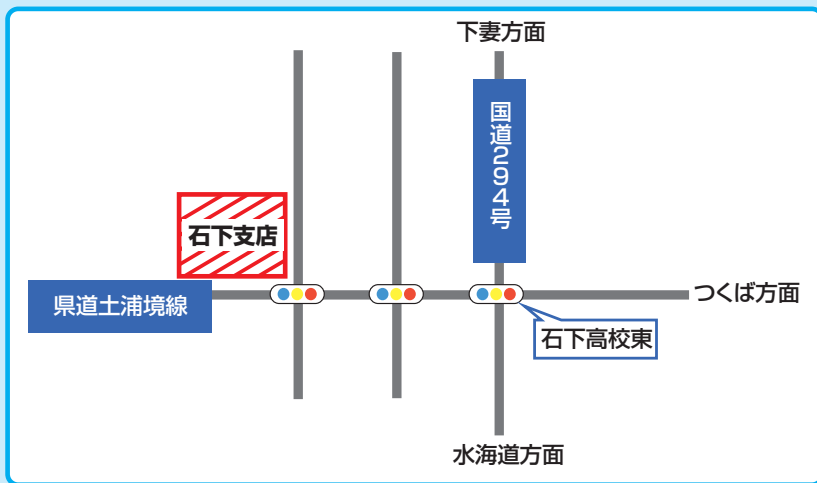 下妻方面
国道294号
石下支店
県道土浦境線
つくば方面
石下高校東
水海道方面